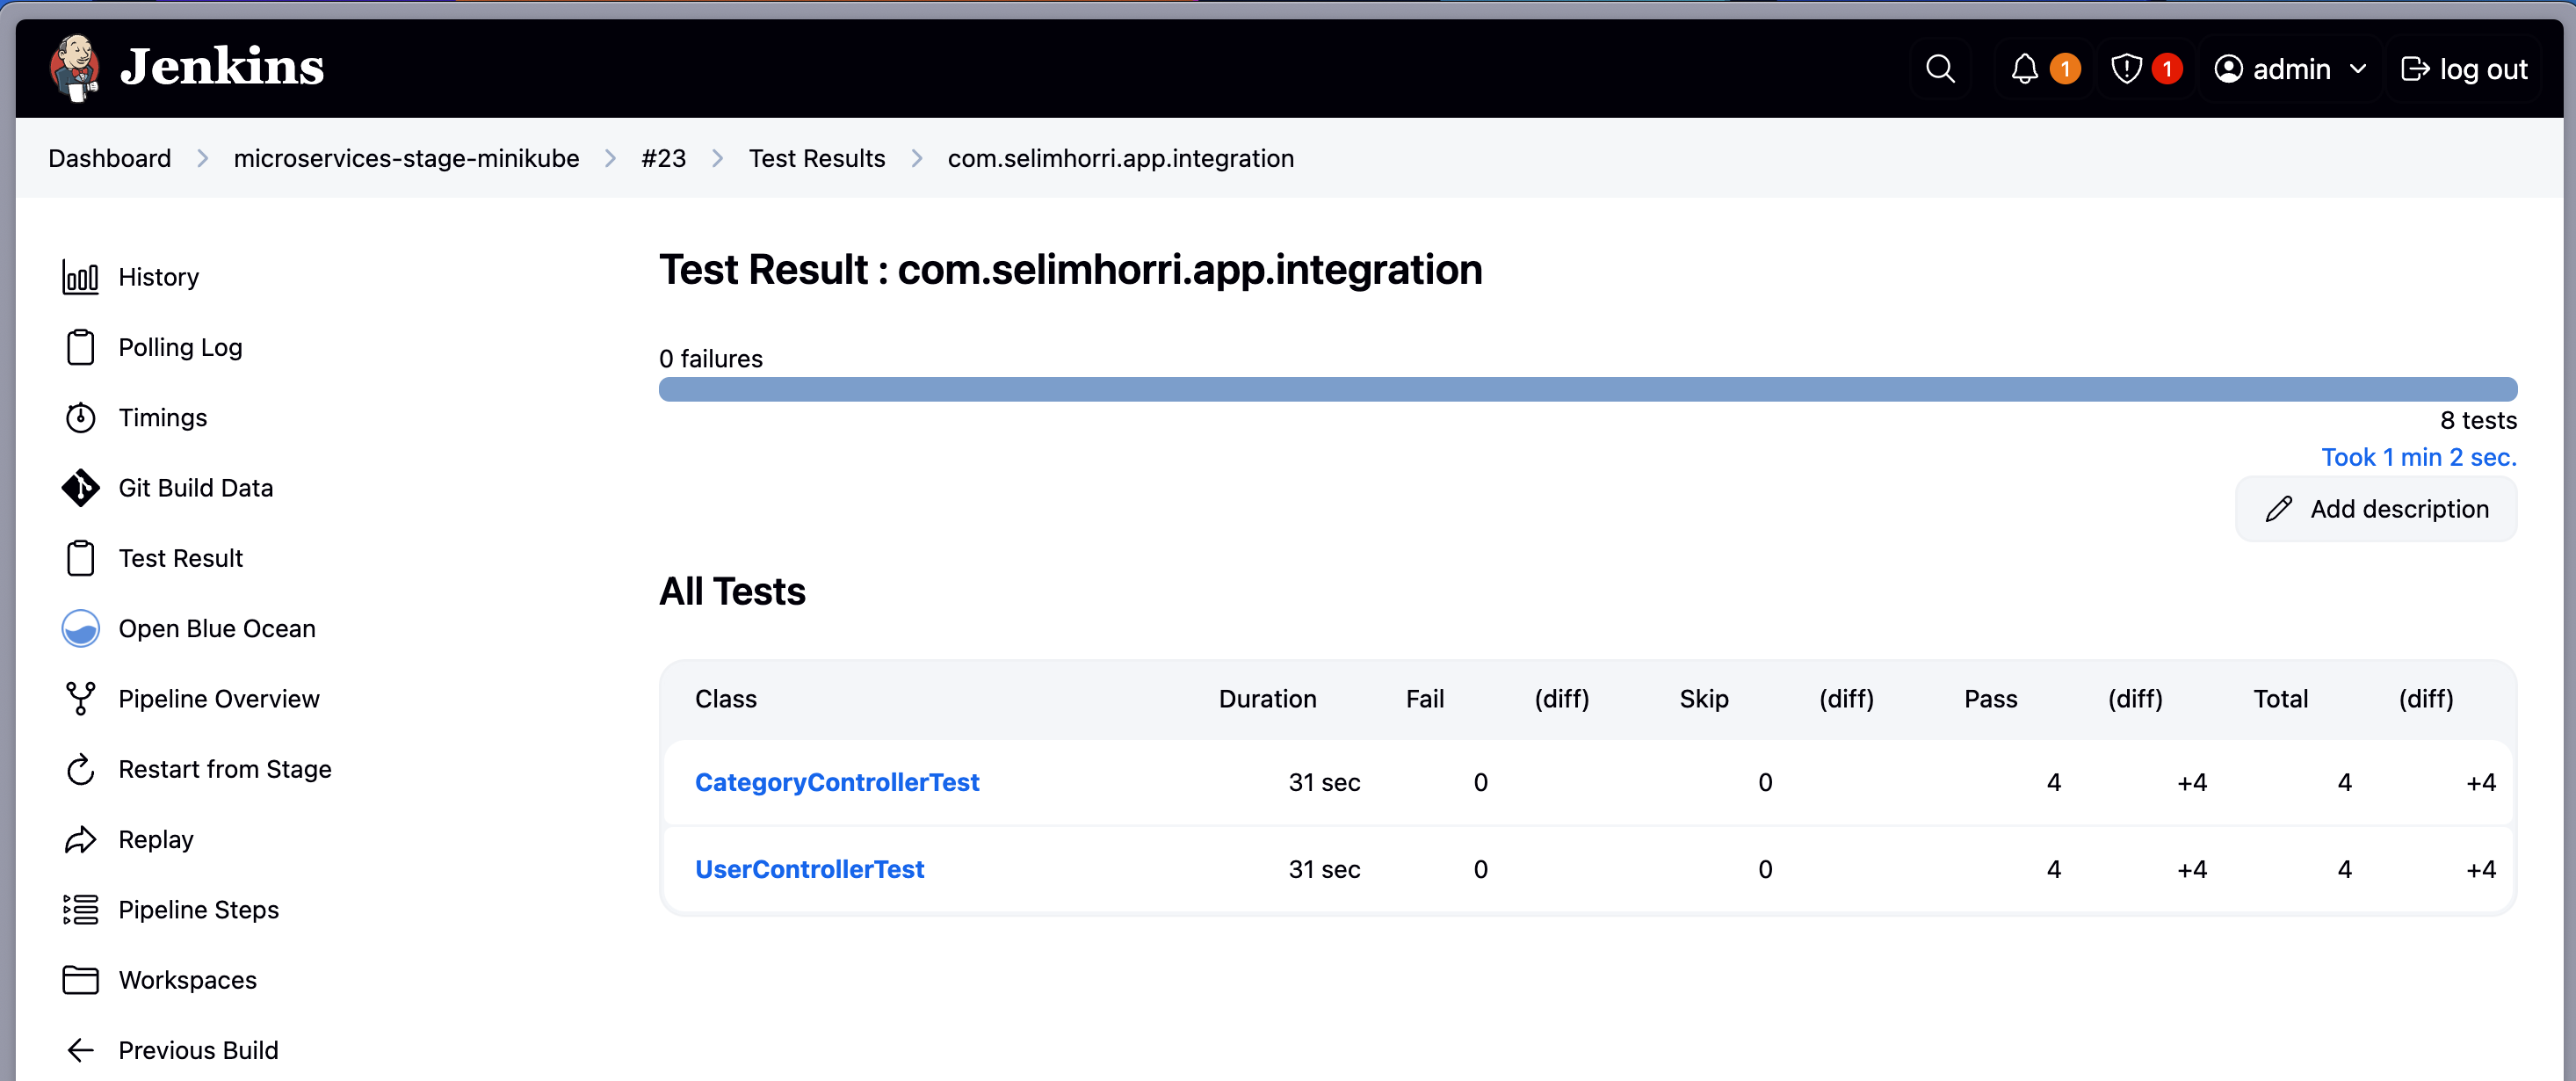 Jenkins
1 1 admin log out
Dashboard microservices-stage-minikube #23 Test Results com.selimhorri.app.integration
History
Polling Log
Timings
Git Build Data
Test Result
Open Blue Ocean
Pipeline Overview
Restart from Stage
Replay
Pipeline Steps
Workspaces
Previous Build
Test Result : com.selimhorri.app.integration
0 failures
8 tests
Took 1 min 2 sec.
Add description
All Tests
Class Duration Fail (diff) Skip (diff) Pass (diff) Total (diff)
CategoryControllerTest 31 sec 0 0 4 +4 4 +4
UserControllerTest 31 sec 0 0 4 +4 4 +4